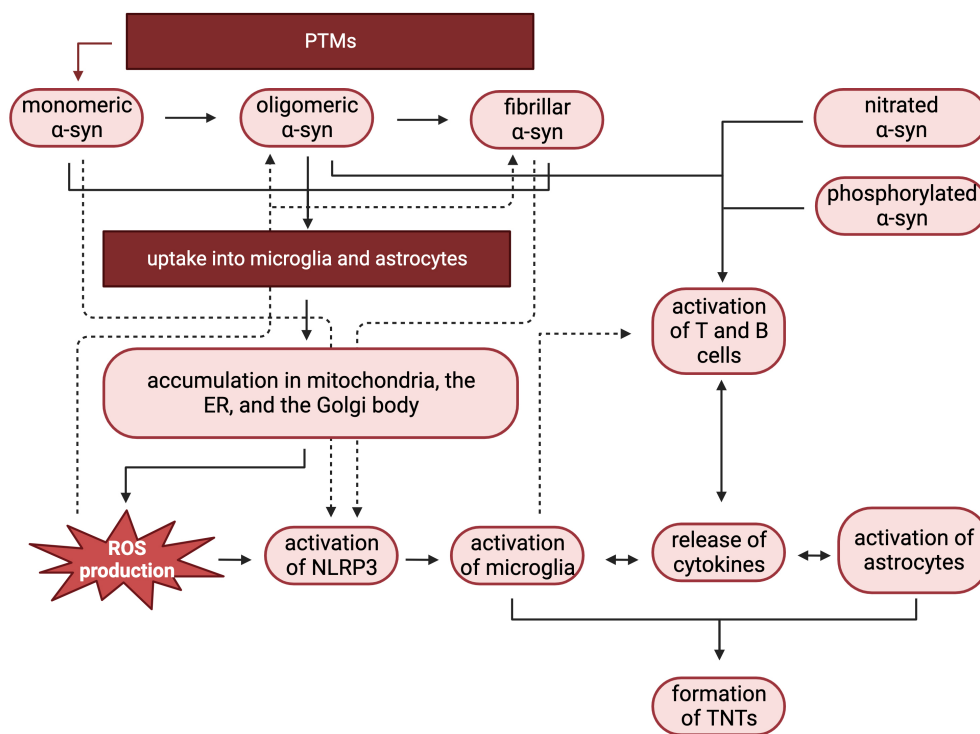 PTMs
monomeric
α-syn
oligomeric
α-syn
fibrillar
α-syn
nitrated
α-syn
phosphorylated
α-syn
uptake into microglia and astrocytes
activation
of T and B
cells
accumulation in mitochondria, the
ER, and the Golgi body
ROS
production
activation
of NLRP3
activation
of microglia
release of
cytokines
activation of
astrocytes
formation
of TNTs